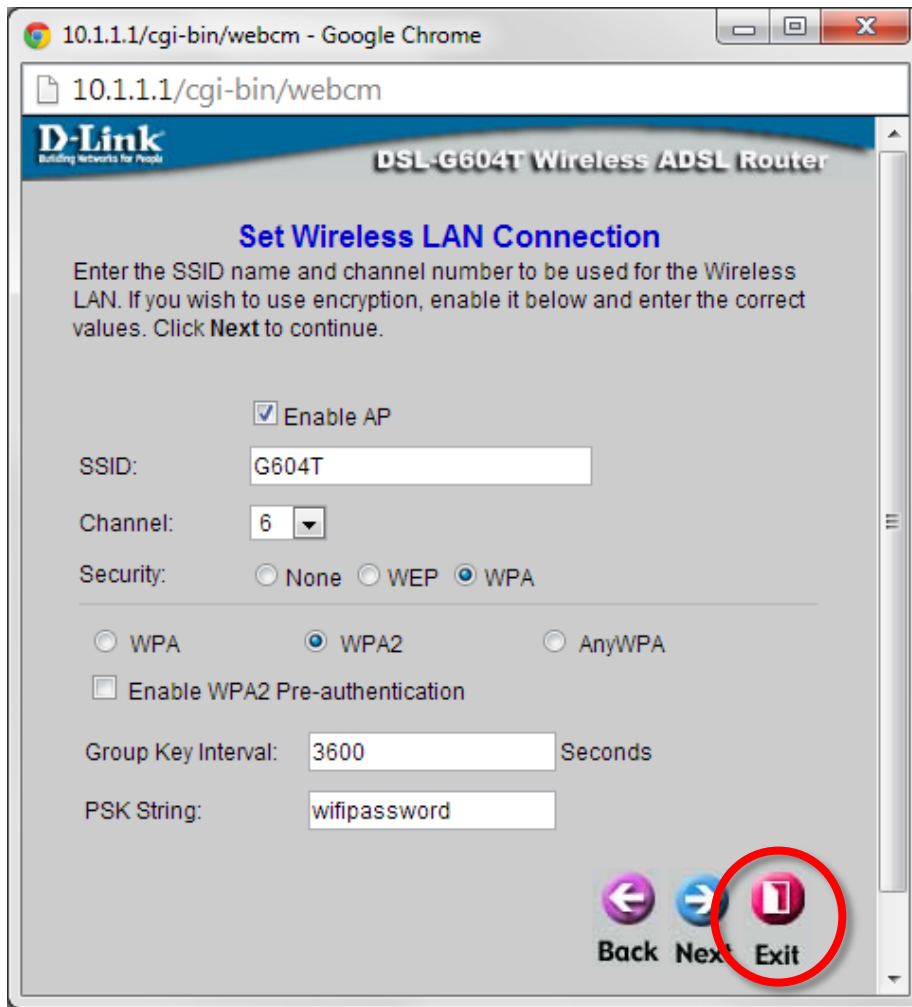 10.1.1.1/cgi-bin/webcm - Google Chrome
10.1.1.1/cgi-bin/webcm
D-Link
Building Networks for People
DSL-G604T Wireless ADSL Router
Set Wireless LAN Connection
Enter the SSID name and channel number to be used for the Wireless
LAN. If you wish to use encryption, enable it below and enter the correct
values. Click Next to continue.
Enable AP
SSID: G604T
Channel: 6
Security: None WEP WPA
WPA WPA2 AnyWPA
Enable WPA2 Pre-authentication
Group Key Interval: 3600 Seconds
PSK String: wifipassword
Back Next Exit